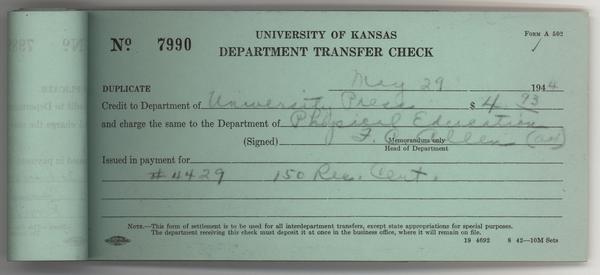 UNIVERSITY OF KANSAS
FORM A 502
Nº 7990
DEPARTMENT TRANSFER CHECK
1
DUPLICATE May 29 1944
Credit to Department of University Press $ 4.93
and charge the same to the Department of Physical Education
(Signed) F. C. Allen
Memorandum only
Head of Department
Issued in payment for
#4429 150 Rec. Cent.
NOTE.—This form of settlement is to be used for all interdepartment transfers, except state appropriations for special purposes.
The department receiving this check must deposit it at once in the business office, where it will remain on file.
19 4692 8 42—10M Sets